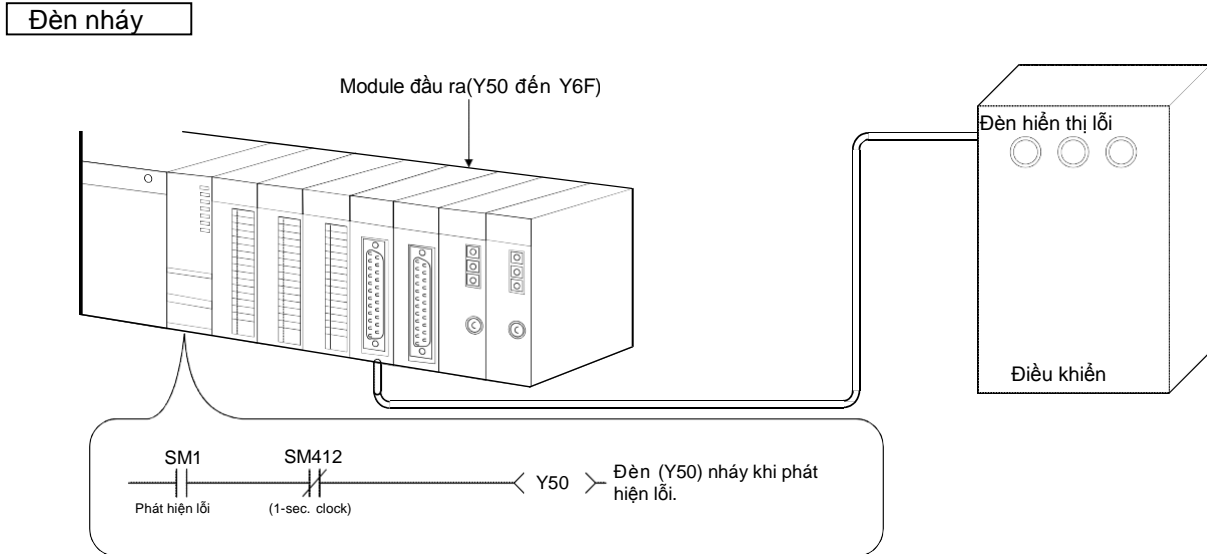 Đèn nháy
Module đầu ra(Y50 đến Y6F)
Đèn hiển thị lỗi
Điều khiển
SM1
SM412
Y50
Đèn (Y50) nháy khi phát
hiện lỗi.
Phát hiện lỗi
(1-sec. clock)